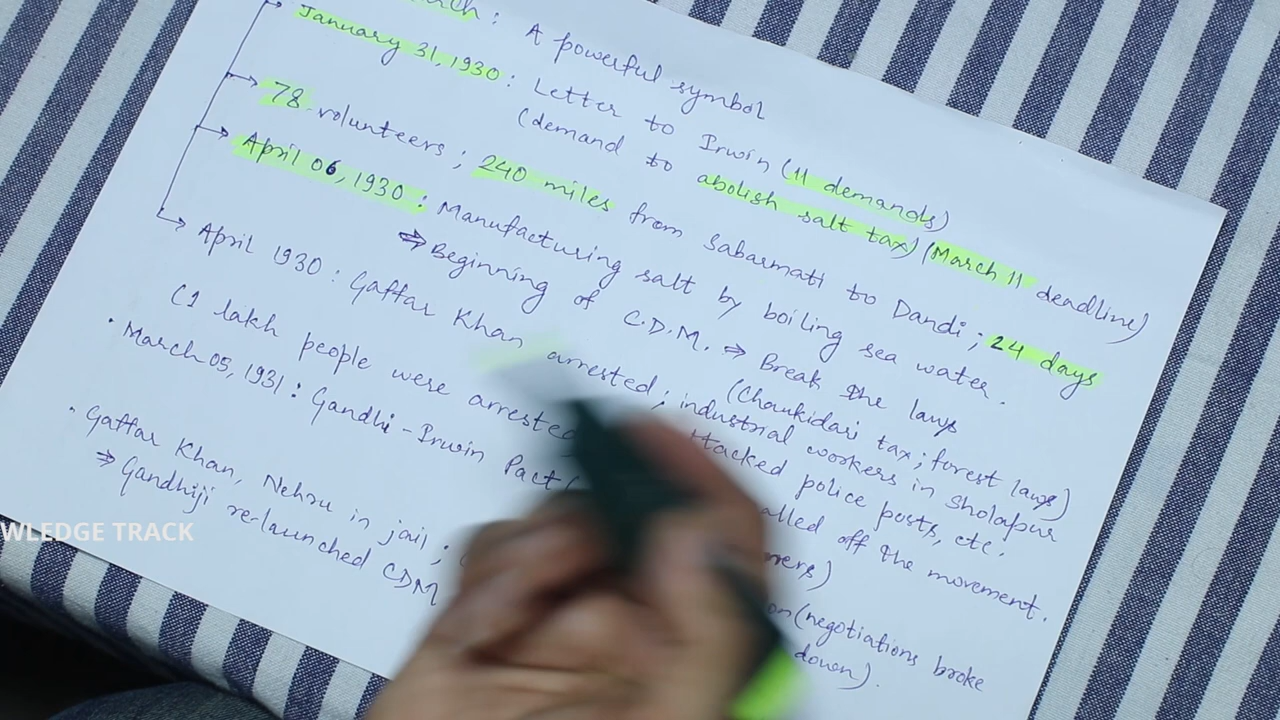 : A powerful symbol
January 31, 1930 : Letter to Irwin (11 demands)
(demand to abolish salt tax) (March 11 deadline)
78 volunteers ; 240 miles from Sabarmati to Dandi ; 24 days
April 06, 1930 : Manufacturing salt by boiling sea water.
⇒ Beginning of C.D.M. ⇒ Break the laws
(Chaukidari tax ; forest laws)
April 1930 : Gaffar Khan arrested ; industrial workers in Sholapur
attacked police posts, etc.
(1 lakh people were arrested called off the movement.
• March 05, 1931 : Gandhi-Irwin Pact (
• Gaffar Khan, Nehru in jail ; (negotiations broke
down).
⇒ Gandhiji re-launched CDM
WLEDGE TRACK